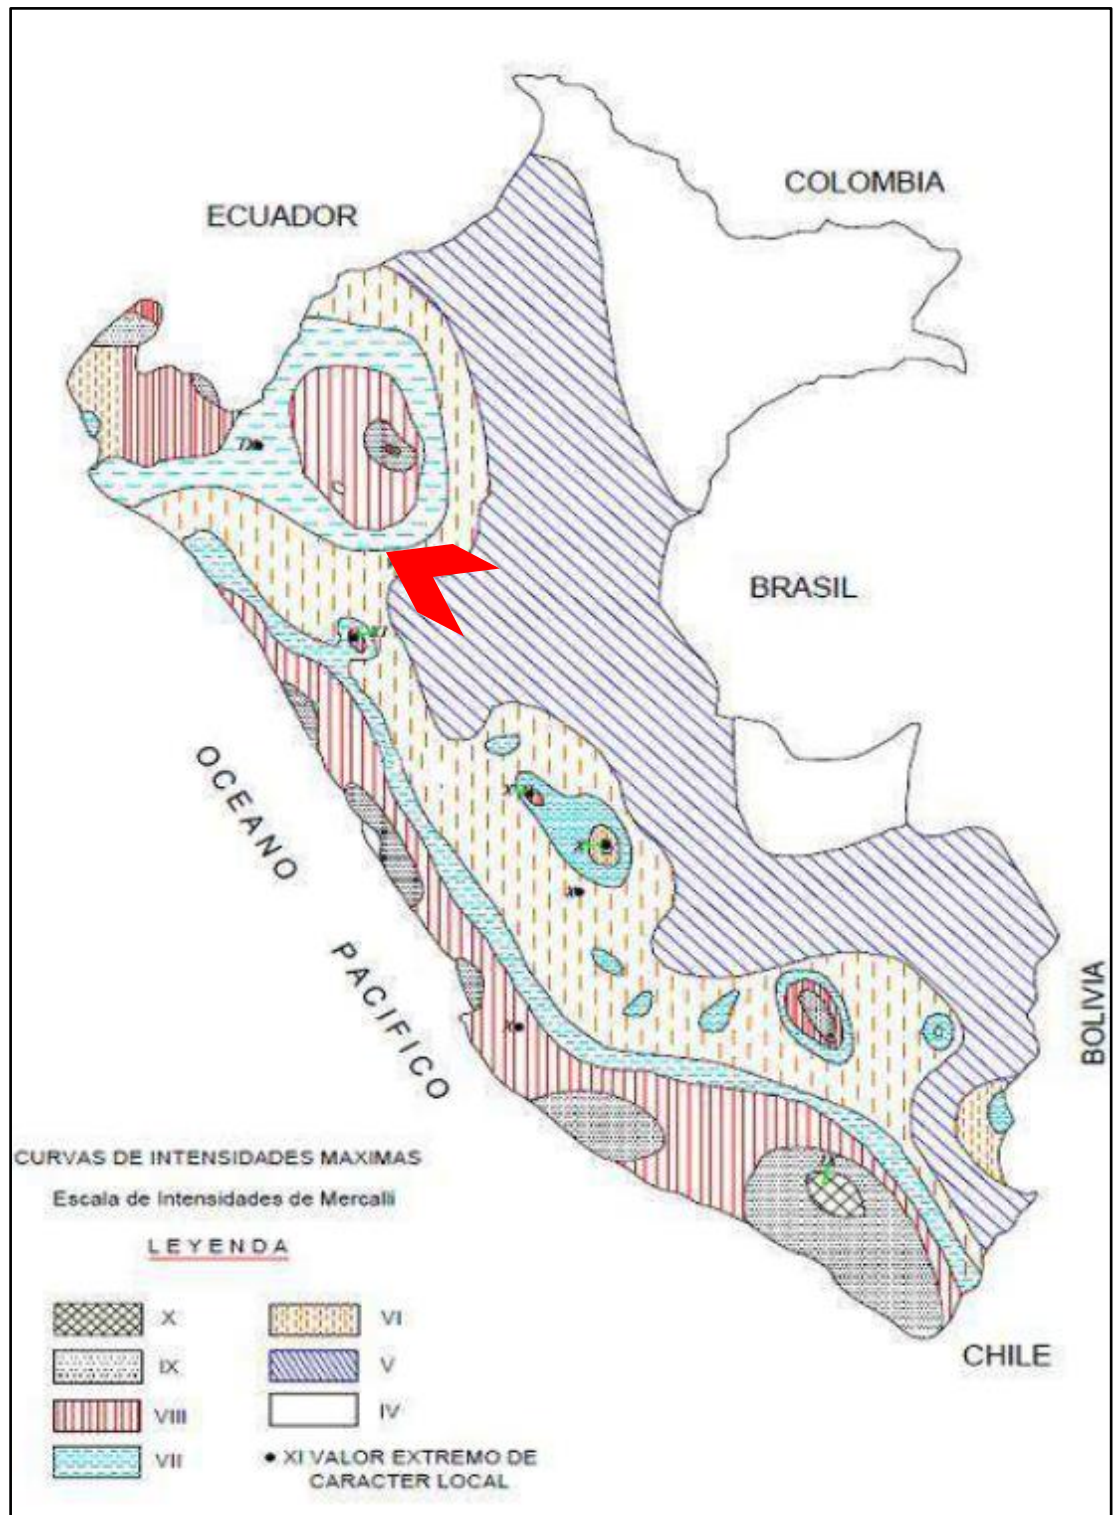 COLOMBIA
ECUADOR
BRASIL
OCEANO
PACIFICO
BOLIVIA
CHILE
CURVAS DE INTENSIDADES MAXIMAS
Escala de Intensidades de Mercalli
LEYENDA
X
IX
VIII
VII
VI
V
IV
XI VALOR EXTREMO DE
CARACTER LOCAL